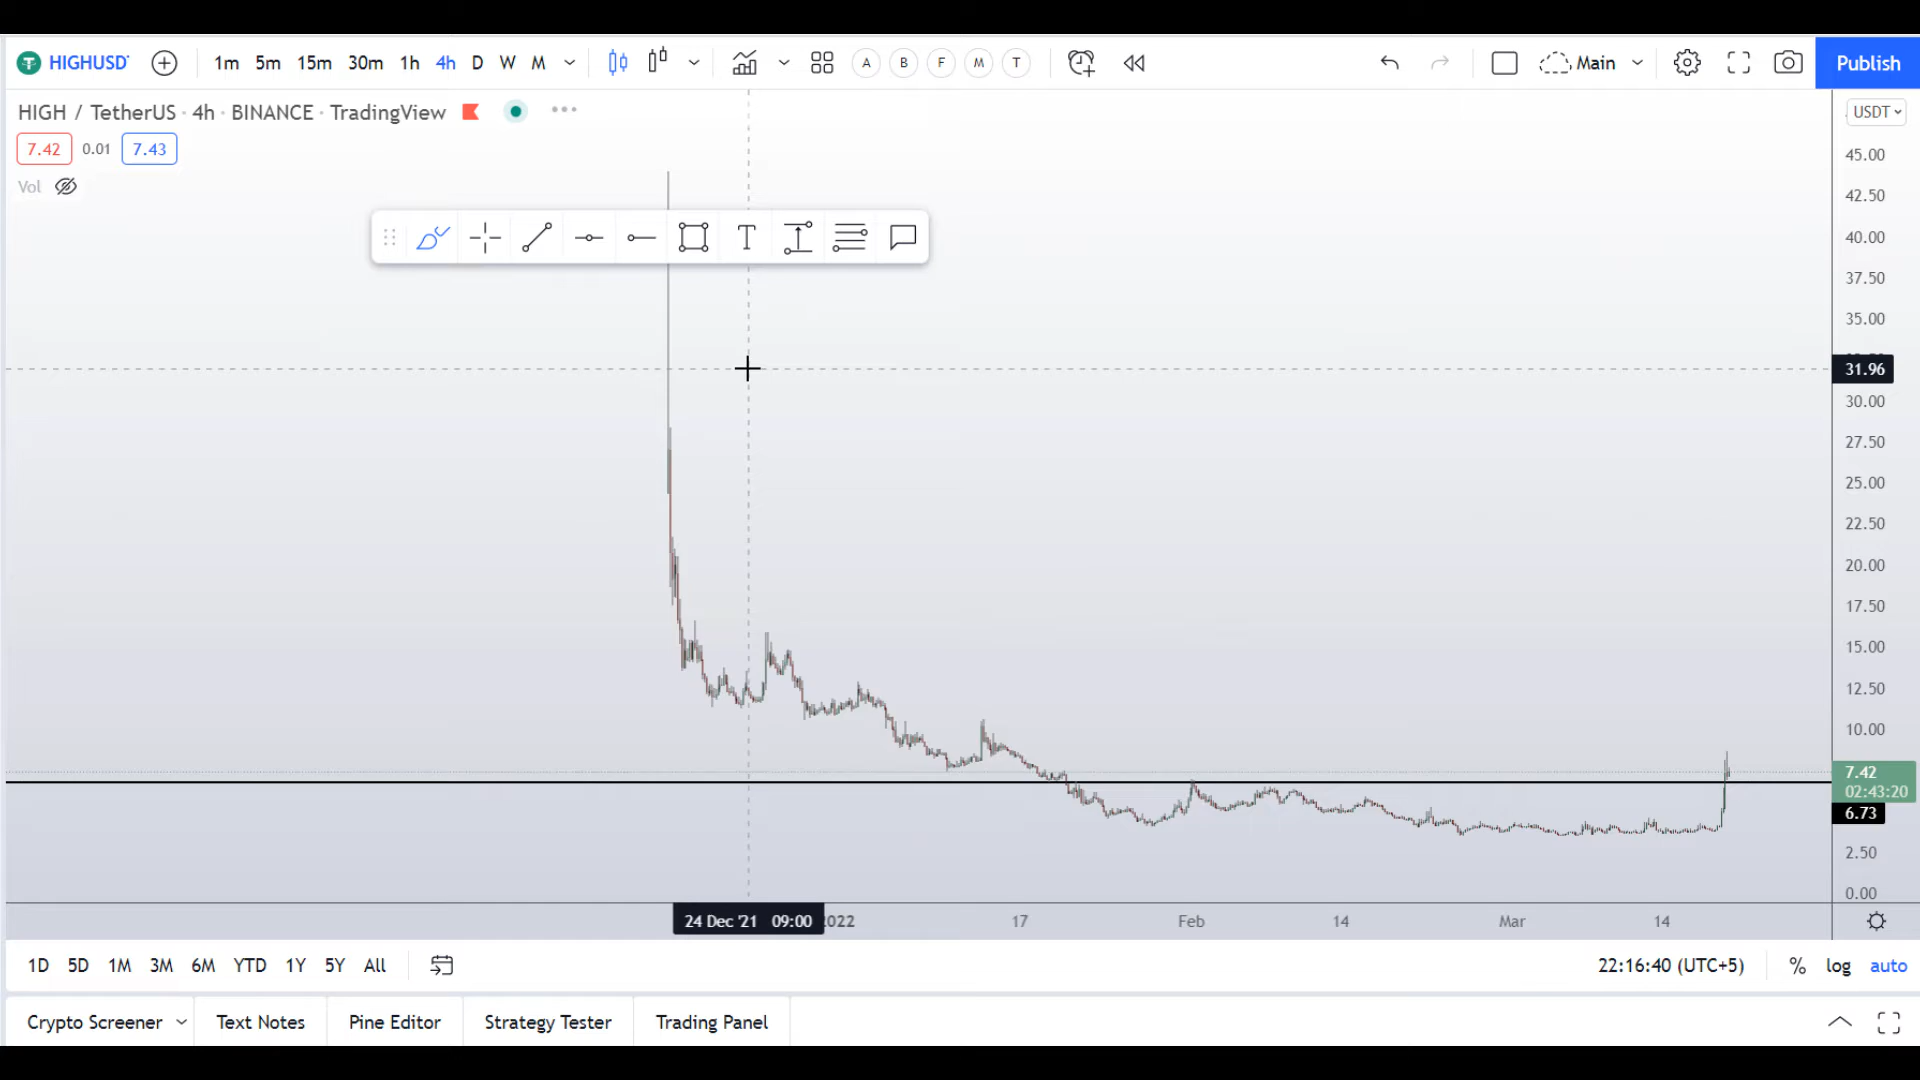 HIGHUSDT 1m 5m 15m 30m 1h 4h D W M A B F M T Main Publish
HIGH / TetherUS · 4h · BINANCE · TradingView
USDT
7.42 0.01 7.43
Vol
45.00
42.50
40.00
37.50
35.00
31.96
30.00
27.50
25.00
22.50
20.00
17.50
15.00
12.50
10.00
7.42
02:43:20
6.73
2.50
0.00
24 Dec '21 09:00 2022 17 Feb 14 Mar 14
1D 5D 1M 3M 6M YTD 1Y 5Y All 22:16:40 (UTC+5) % log auto
Crypto Screener Text Notes Pine Editor Strategy Tester Trading Panel